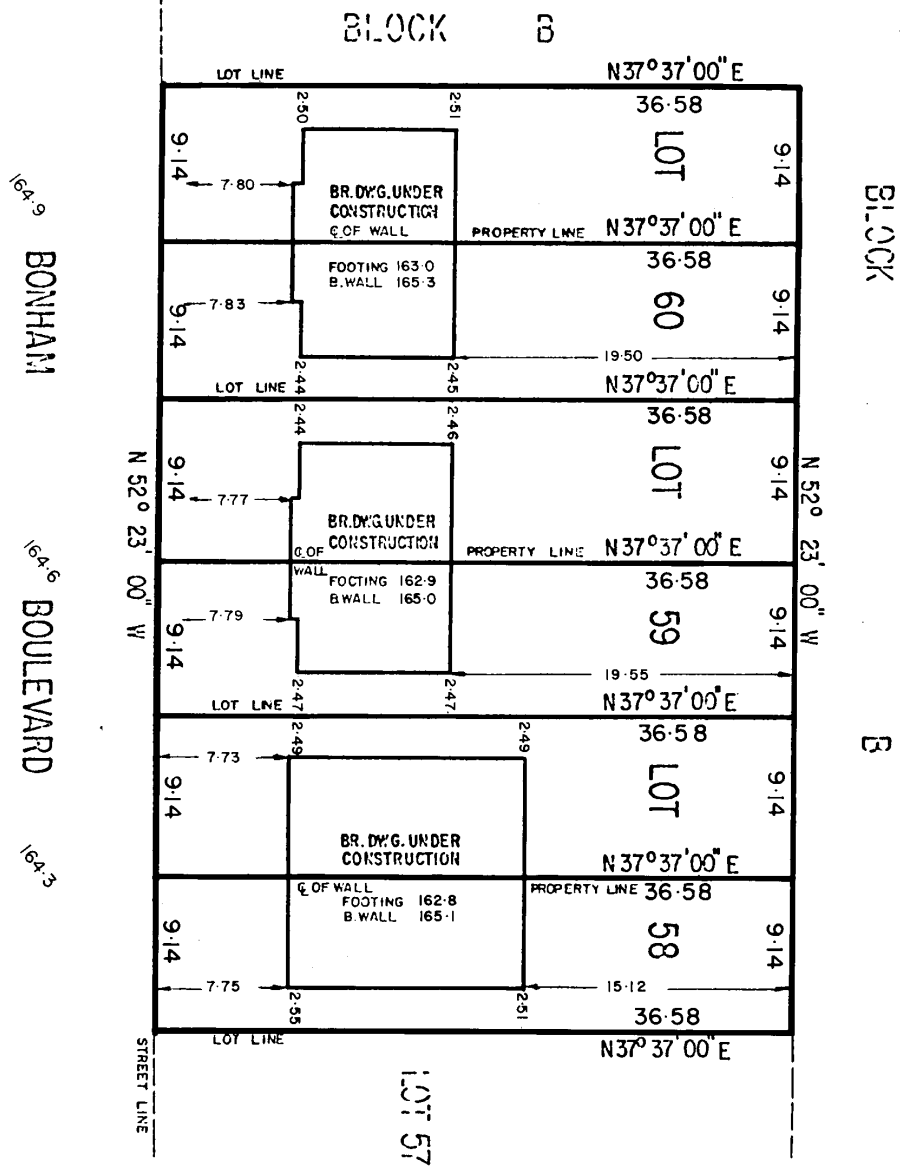 BLOCK B
LOT LINE N37°37'00" E
2·50 2·51 36·58
9·14 LOT 9·14
7·80
BR.DW.G.UNDER
CONSTRUCTION
℄ OF WALL PROPERTY LINE N37°37'00" E
36·58
FOOTING 163·0
B.WALL 165·3
9·14 7·83 60 9·14
19·50
2·44 2·45
LOT LINE N37°37'00" E
2·44 2·46 36·58
9·14 LOT 9·14
7·77
BR.DW.G.UNDER
CONSTRUCTION
℄ OF
WALL
PROPERTY LINE N37°37'00" E
36·58
FOOTING 162·9
B.WALL 165·0
9·14 7·79 59 9·14
19·55
2·47 2·47
LOT LINE N37°37'00" E
2·49 2·49 36·58
7·73
9·14 LOT 9·14
BR.DW.G.UNDER
CONSTRUCTION
N37°37'00" E
℄ OF WALL PROPERTY LINE 36·58
FOOTING 162·8
B.WALL 165·1
9·14 58 9·14
7·75 15·12
2·55 2·51 36·58
LOT LINE N37°37'00" E
LOT 57
STREET LINE
N 52° 23' 00" W
N 52° 23' 00" W
164·9
BONHAM
164·6
BOULEVARD
164·3
BLOCK
B